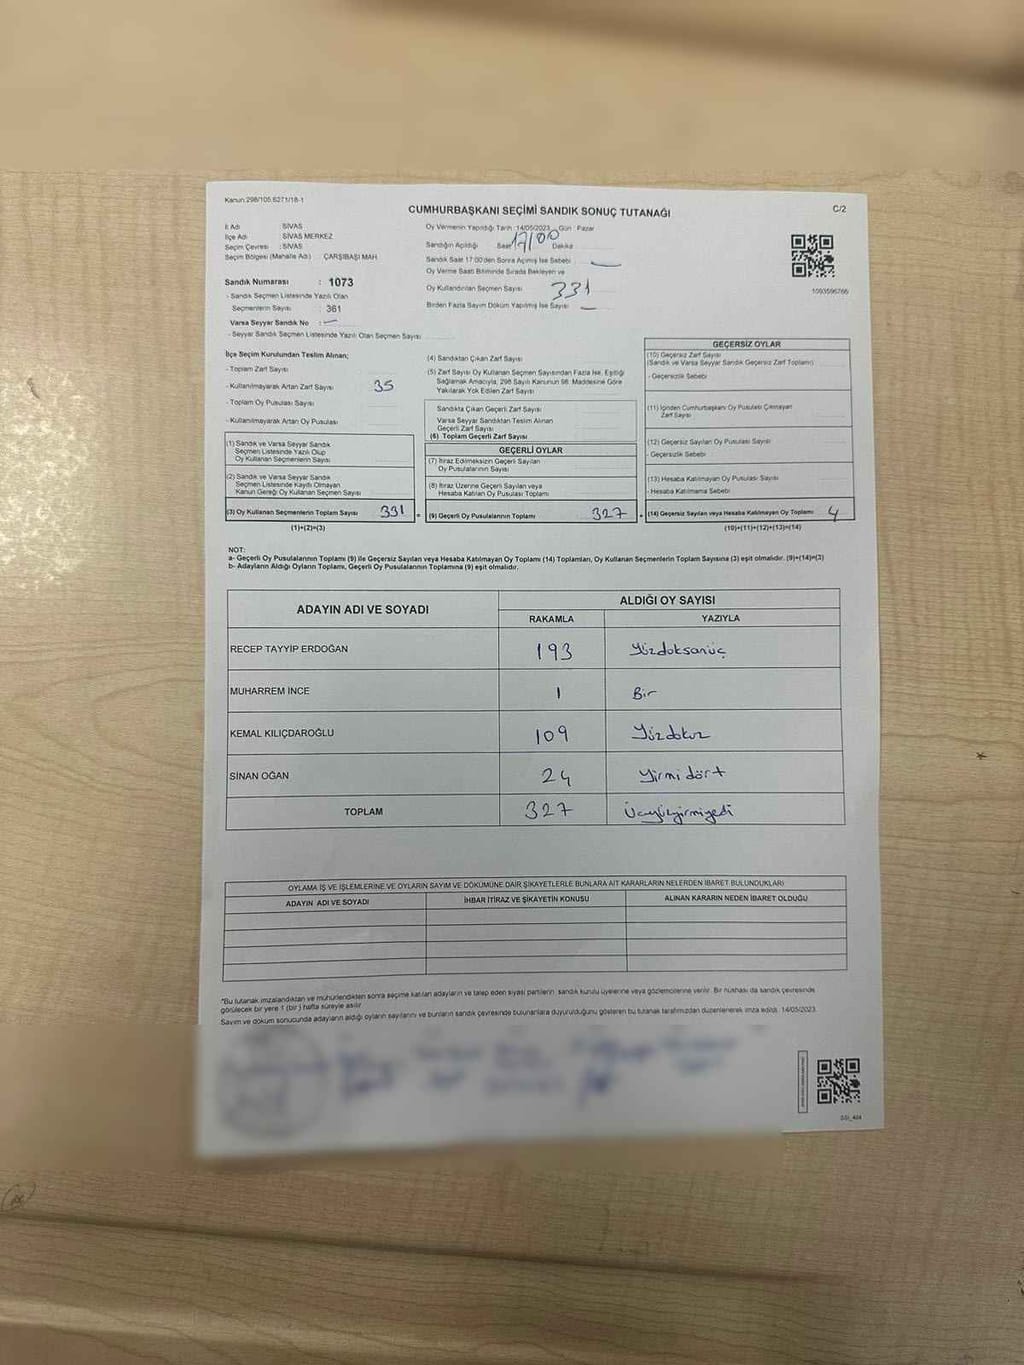 Kanun:298/105,6271/18-1
CUMHURBAŞKANI SEÇİMİ SANDIK SONUÇ TUTANAĞI
C/2
İl Adı : SİVAS
İlçe Adı : SİVAS MERKEZ
Seçim Çevresi : SİVAS
Seçim Bölgesi (Mahalle Adı) : ÇARŞIBAŞI MAH.
Sandık Numarası : 1073
- Sandık Seçmen Listesinde Yazılı Olan
Seçmenlerin Sayısı : 361
Varsa Seyyar Sandık No :
- Seyyar Sandık Seçmen Listesinde Yazılı Olan Seçmen Sayısı
Oy Vermenin Yapıldığı Tarih : 14/05/2023 Gün : Pazar
Sandığın Açıldığı Saat 17/00 Dakika
Sandık Saat 17:00'den Sonra Açılmış İse Sebebi
Oy Verme Saati Bitiminde Sırada Bekleyen ve
Oy Kullandırılan Seçmen Sayısı 331
Birden Fazla Sayım Döküm Yapılmış İse Sayısı
1093596766
İlçe Seçim Kurulundan Teslim Alınan;
- Toplam Zarf Sayısı
- Kullanılmayarak Artan Zarf Sayısı 35
- Toplam Oy Pusulası Sayısı
- Kullanılmayarak Artan Oy Pusulası
(1) Sandık ve Varsa Seyyar Sandık
Seçmen Listesinde Yazılı Olup
Oy Kullanan Seçmenlerin Sayısı
(2) Sandık ve Varsa Seyyar Sandık
Seçmen Listesinde Kayıtlı Olmayan
Kanun Gereği Oy Kullanan Seçmen Sayısı
(3) Oy Kullanan Seçmenlerin Toplam Sayısı 331
(1)+(2)=(3)
(4) Sandıktan Çıkan Zarf Sayısı
(5) Zarf Sayısı Oy Kullanan Seçmen Sayısından Fazla İse, Eşitliği
Sağlamak Amacıyla, 298 Sayılı Kanunun 98. Maddesine Göre
Yakılarak Yok Edilen Zarf Sayısı
Sandıkta Çıkan Geçerli Zarf Sayısı
Varsa Seyyar Sandıktan Teslim Alınan
Geçerli Zarf Sayısı
(6) Toplam Geçerli Zarf Sayısı
GEÇERLİ OYLAR
(7) İtiraz Edilmeksizin Geçerli Sayılan
Oy Pusulalarının Sayısı
(8) İtiraz Üzerine Geçerli Sayılan veya
Hesaba Katılan Oy Pusulası Toplamı
(9) Geçerli Oy Pusulalarının Toplamı 327
GEÇERSİZ OYLAR
(10) Geçersiz Zarf Sayısı
(Sandık ve Varsa Seyyar Sandık Geçersiz Zarf Toplamı)
- Geçersizlik Sebebi
(11) İçinden Cumhurbaşkanı Oy Pusulası Çıkmayan
Zarf Sayısı
(12) Geçersiz Sayılan Oy Pusulası Sayısı
- Geçersizlik Sebebi
(13) Hesaba Katılmayan Oy Pusulası Sayısı
- Hesaba Katılmama Sebebi
(14) Geçersiz Sayılan veya Hesaba Katılmayan Oy Toplamı 4
(10)+(11)+(12)+(13)=(14)
NOT:
a- Geçerli Oy Pusulalarının Toplamı (9) ile Geçersiz Sayılan veya Hesaba Katılmayan Oy Toplamı (14) Toplamları, Oy Kullanan Seçmenlerin Toplam Sayısına (3) eşit olmalıdır. (9)+(14)=(3)
b- Adayların Aldığı Oyların Toplamı, Geçerli Oy Pusulalarının Toplamına (9) eşit olmalıdır.
ADAYIN ADI VE SOYADI
ALDIĞI OY SAYISI
RAKAMLA YAZIYLA
RECEP TAYYİP ERDOĞAN 193 Yüzdoksanüç
MUHARREM İNCE 1 Bir
KEMAL KILIÇDAROĞLU 109 Yüzdokuz
SİNAN OĞAN 24 Yirmi dört
TOPLAM 327 Üçyüzyirmiyedi
OYLAMA İŞ VE İŞLEMLERİNE VE OYLARIN SAYIM VE DÖKÜMÜNE DAİR ŞİKAYETLERLE BUNLARA AİT KARARLARIN NELERDEN İBARET BULUNDUKLARI
ADAYIN ADI VE SOYADI İHBAR İTİRAZ VE ŞİKAYETİN KONUSU ALINAN KARARIN NEDEN İBARET OLDUĞU
*Bu tutanak imzalandıktan ve mühürlendikten sonra seçime katılan adayların ve talep eden siyasi partilerin sandık kurulu üyelerine veya gözlemcilerine verilir. Bir nüshası da sandık çevresinde
görülecek bir yere 1 (bir) hafta süreyle asılır.
Sayım ve döküm sonucunda adayların aldığı oyların sayılarını ve bunların sandık çevresinde bulunanlara duyurulduğunu gösteren bu tutanak tarafımızdan düzenlenerek imza edildi. 14/05/2023